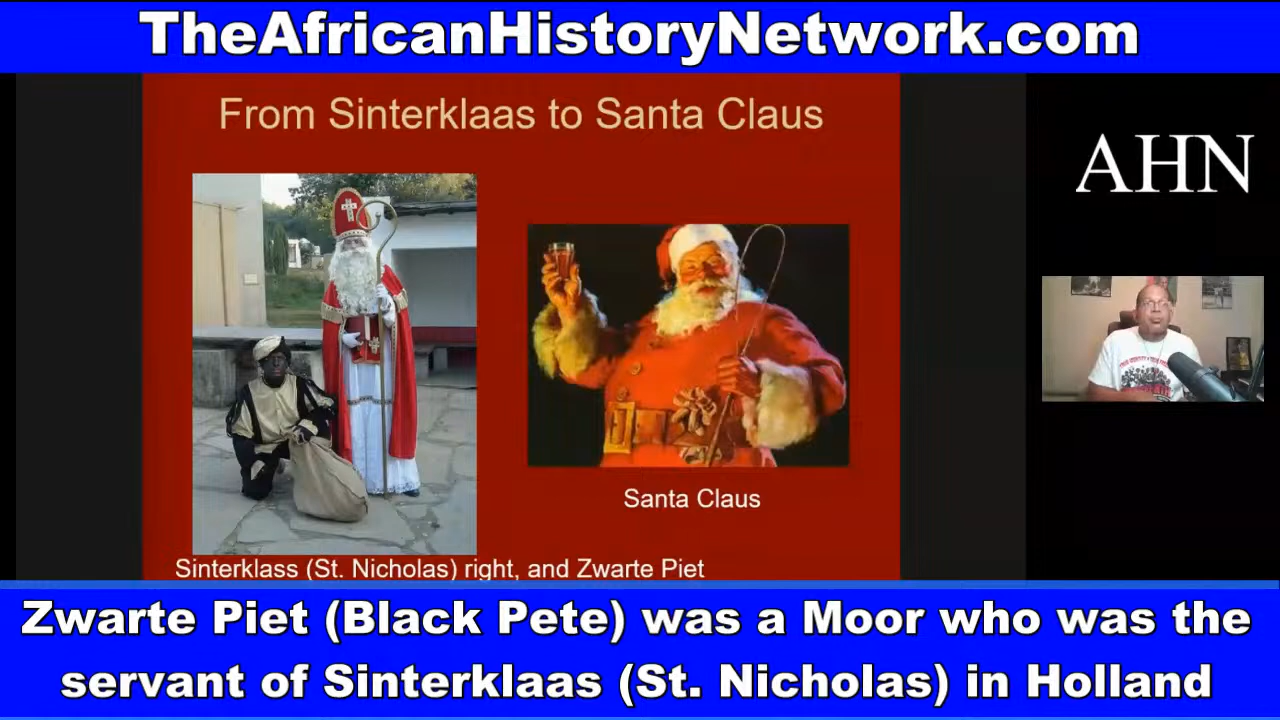 TheAfricanHistoryNetwork.com
From Sinterklaas to Santa Claus
AHN
Santa Claus
Sinterklass (St. Nicholas) right, and Zwarte Piet
Zwarte Piet (Black Pete) was a Moor who was the
servant of Sinterklaas (St. Nicholas) in Holland